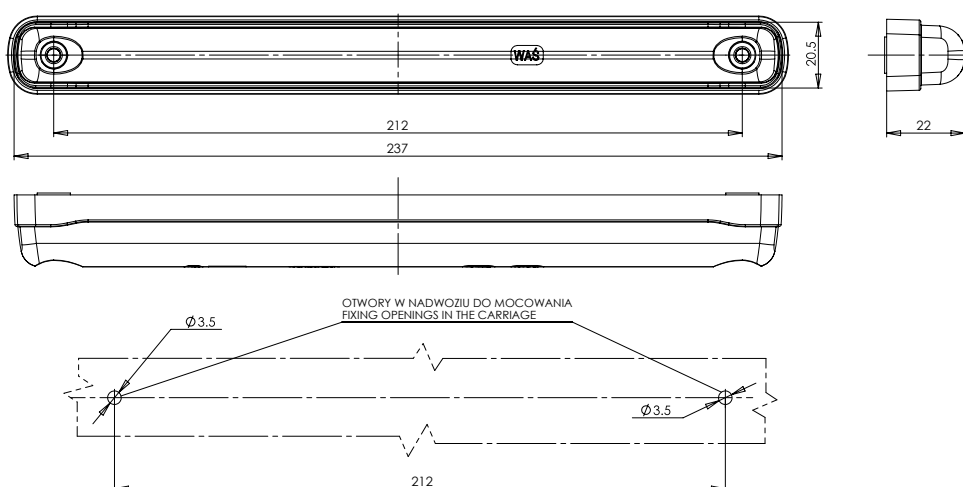 WAŚ
20.5
212
237
22
OTWORY W NADWOZIU DO MOCOWANIA
FIXING OPENINGS IN THE CARRIAGE
Ø3.5
Ø3.5
212